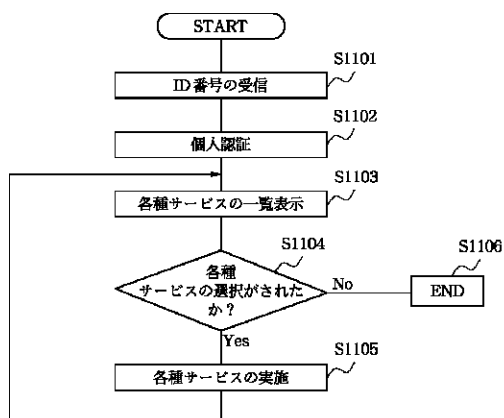 START
S1101
ID番号の受信
S1102
個人認証
S1103
各種サービスの一覧表示
S1104
各種
サービスの選択がされた
か？
No
S1106
END
Yes
S1105
各種サービスの実施